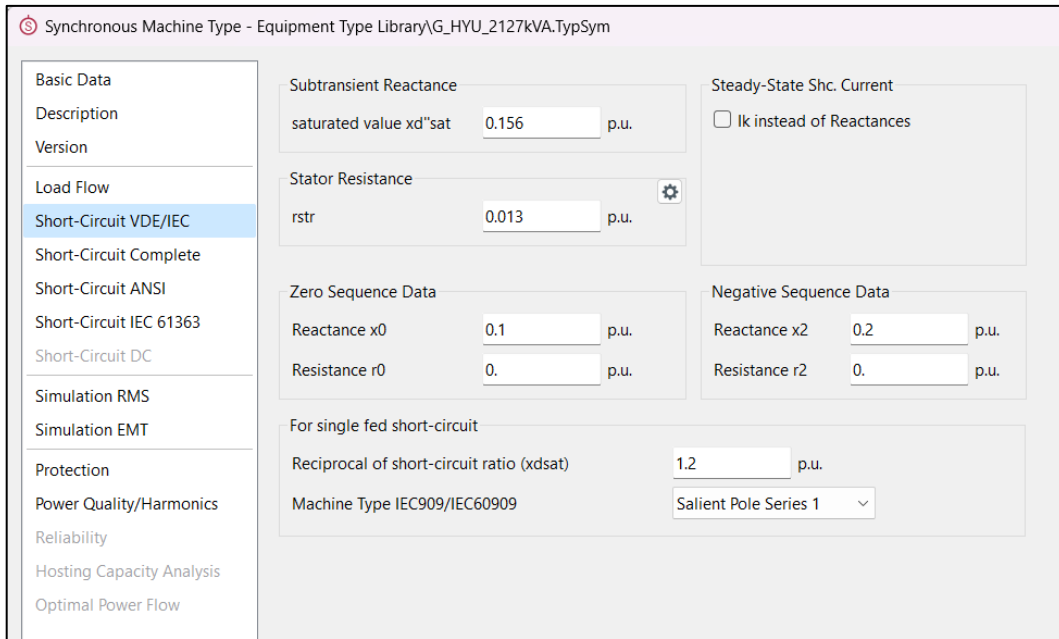 Synchronous Machine Type - Equipment Type Library\G_HYU_2127kVA.TypSym
Basic Data
Description
Version
Load Flow
Short-Circuit VDE/IEC
Short-Circuit Complete
Short-Circuit ANSI
Short-Circuit IEC 61363
Short-Circuit DC
Simulation RMS
Simulation EMT
Protection
Power Quality/Harmonics
Reliability
Hosting Capacity Analysis
Optimal Power Flow
Subtransient Reactance
saturated value xd"sat 0.156 p.u.
Stator Resistance
rstr 0.013 p.u.
Steady-State Shc. Current
Ik instead of Reactances
Zero Sequence Data
Reactance x0 0.1 p.u.
Resistance r0 0. p.u.
Negative Sequence Data
Reactance x2 0.2 p.u.
Resistance r2 0. p.u.
For single fed short-circuit
Reciprocal of short-circuit ratio (xdsat) 1.2 p.u.
Machine Type IEC909/IEC60909 Salient Pole Series 1